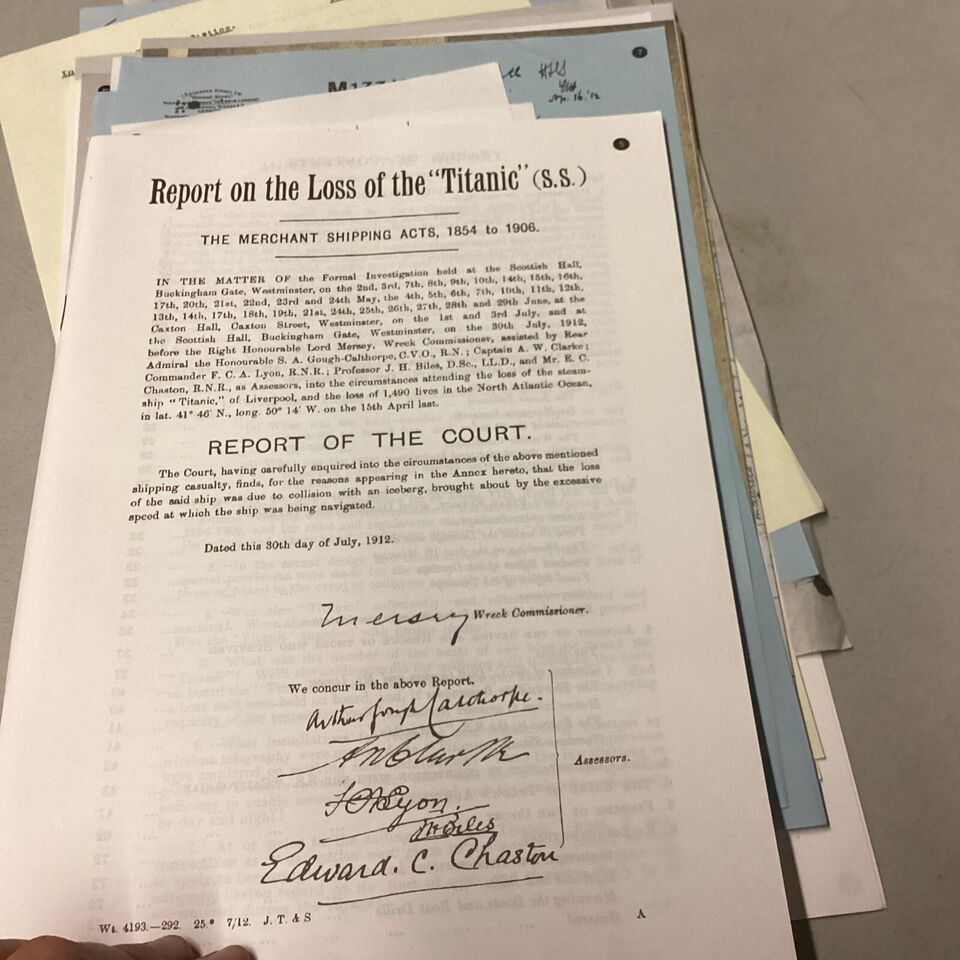 Report on the Loss of the "Titanic" (s.s.)
THE MERCHANT SHIPPING ACTS, 1854 to 1906.
IN THE MATTER OF the Formal Investigation held at the Scottish Hall,
Buckingham Gate, Westminster, on the 2nd, 3rd, 7th, 8th, 9th, 10th, 14th, 15th, 16th,
17th, 20th, 21st, 22nd, 23rd and 24th May, the 4th, 5th, 6th, 7th, 10th, 11th, 12th,
13th, 14th, 17th, 18th, 19th, 21st, 24th, 25th, 26th, 27th, 28th and 29th June, at the
Caxton Hall, Caxton Street, Westminster, on the 1st and 3rd July, and at
the Scottish Hall, Buckingham Gate, Westminster, on the 30th July, 1912,
before the Right Honourable Lord Mersey, Wreck Commissioner, assisted by Rear
Admiral the Honourable S. A. Gough-Calthorpe, C.V.O., R.N.; Captain A. W. Clarke;
Commander F. C. A. Lyon, R.N.R.; Professor J. H. Biles, D.Sc., LL.D., and Mr. E. C.
Chaston, R.N.R., as Assessors, into the circumstances attending the loss of the steam-
ship "Titanic," of Liverpool, and the loss of 1,490 lives in the North Atlantic Ocean,
in lat. 41° 46' N., long. 50° 14' W. on the 15th April last.
REPORT OF THE COURT.
The Court, having carefully enquired into the circumstances of the above mentioned
shipping casualty, finds, for the reasons appearing in the Annex hereto, that the loss
of the said ship was due to collision with an iceberg, brought about by the excessive
speed at which the ship was being navigated.
Dated this 30th day of July, 1912.
Mersey Wreck Commissioner.
We concur in the above Report.
Arthur Gough Calthorpe.
A W Clarke
F C A Lyon.
J H Biles
Assessors.
Edward. C. Chaston
Wt. 4193.—292. 25.* 7/12. J. T. & S
A